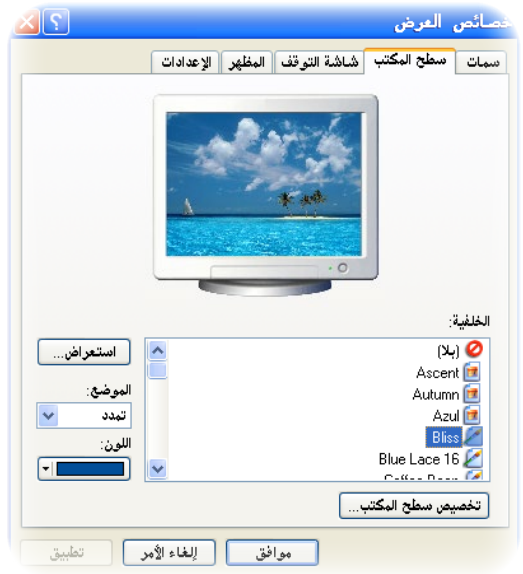 خصائص العرض
سمات
سطح المكتب
شاشة التوقف
المظهر
الإعدادات
الخلفية:
(بلا)
Ascent
Autumn
Azul
Bliss
Blue Lace 16
استعراض...
الموضع:
تمدد
اللون:
تخصيص سطح المكتب...
موافق
إلغاء الأمر
تطبيق